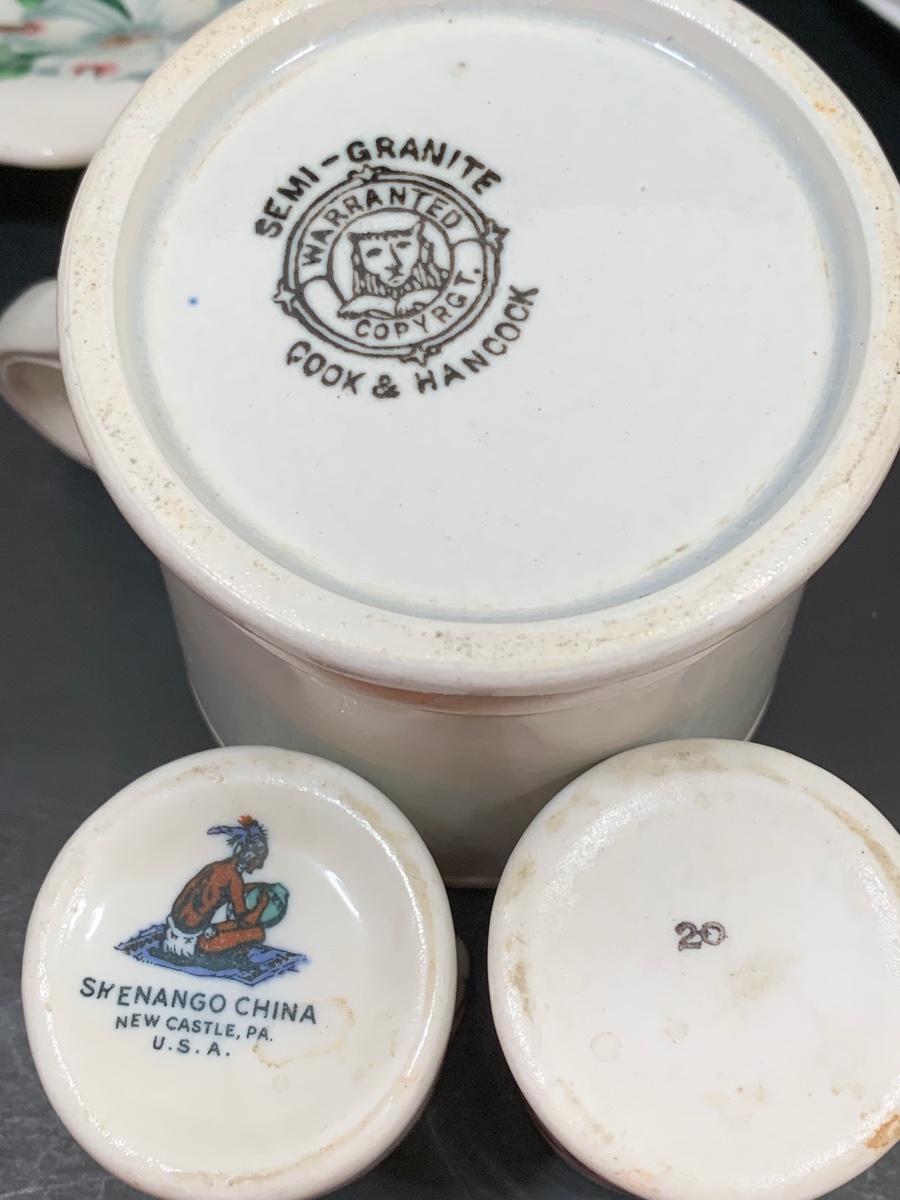 SEMI-GRANITE
WARRANTED
COPYRGT.
COOK & HANCOCK
SHENANGO CHINA
NEW CASTLE, PA.
U.S.A.
20